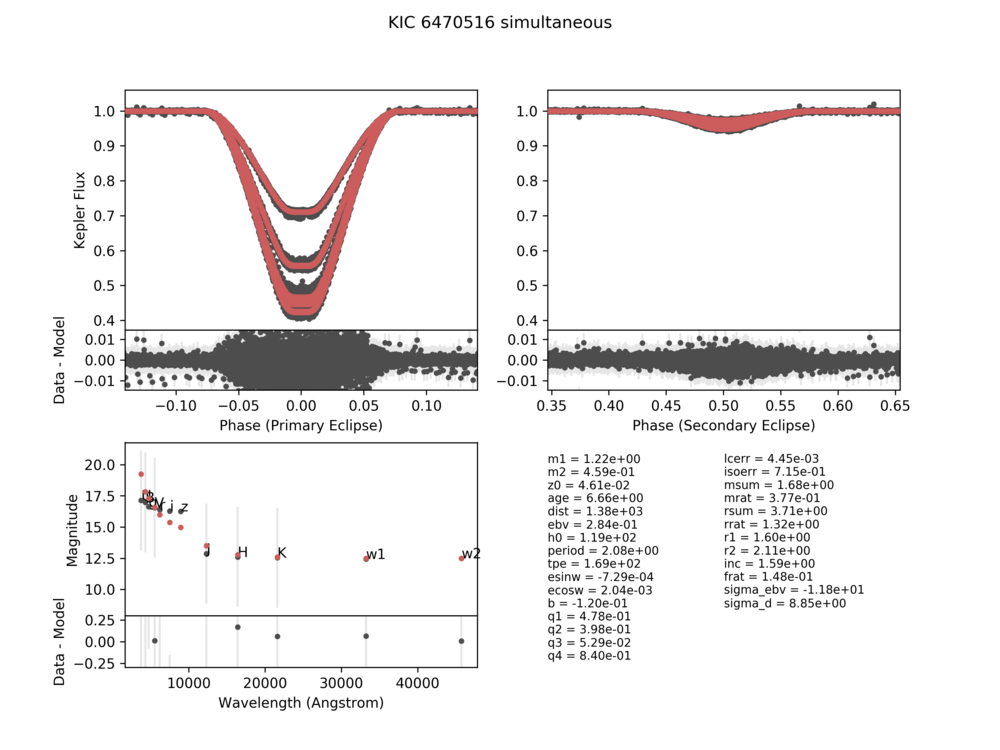 KIC 6470516 simultaneous
1.0
0.9
0.8
0.7
0.6
0.5
0.4
Kepler Flux
0.01
0.00
−0.01
Data - Model
−0.10 −0.05 0.00 0.05 0.10
Phase (Primary Eclipse)
1.0
0.9
0.8
0.7
0.6
0.5
0.4
0.01
0.00
−0.01
0.35 0.40 0.45 0.50 0.55 0.60 0.65
Phase (Secondary Eclipse)
20.0
17.5
15.0
12.5
10.0
Magnitude
i z
J H K w1 w2
0.25
0.00
−0.25
Data - Model
10000 20000 30000 40000
Wavelength (Angstrom)
m1 = 1.22e+00
m2 = 4.59e-01
z0 = 4.61e-02
age = 6.66e+00
dist = 1.38e+03
ebv = 2.84e-01
h0 = 1.19e+02
period = 2.08e+00
tpe = 1.69e+02
esinw = -7.29e-04
ecosw = 2.04e-03
b = -1.20e-01
q1 = 4.78e-01
q2 = 3.98e-01
q3 = 5.29e-02
q4 = 8.40e-01
lcerr = 4.45e-03
isoerr = 7.15e-01
msum = 1.68e+00
mrat = 3.77e-01
rsum = 3.71e+00
rrat = 1.32e+00
r1 = 1.60e+00
r2 = 2.11e+00
inc = 1.59e+00
frat = 1.48e-01
sigma_ebv = -1.18e+01
sigma_d = 8.85e+00